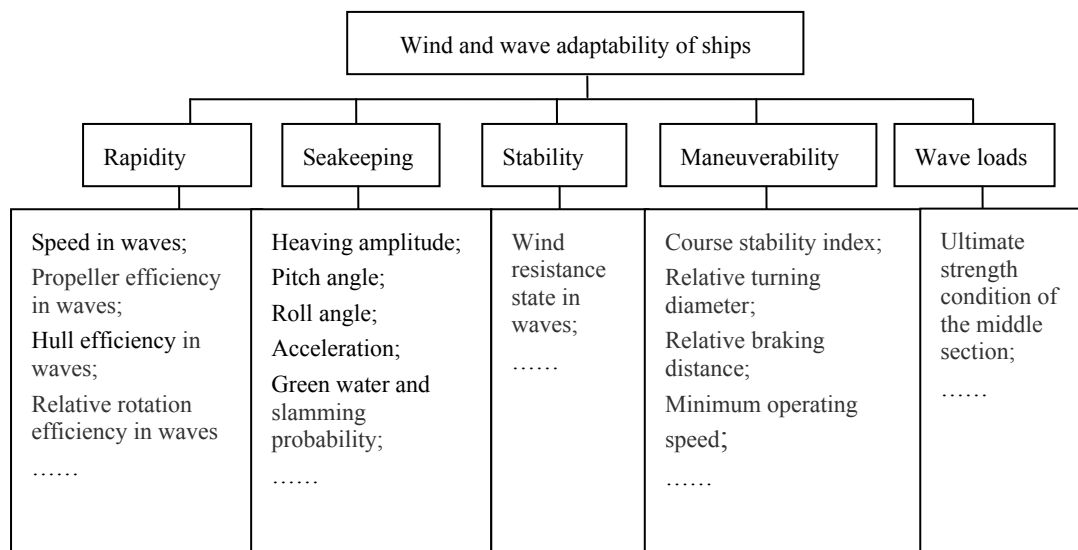 Wind and wave adaptability of ships
Rapidity
Seakeeping
Stability
Maneuverability
Wave loads
Speed in waves;
Propeller efficiency
in waves;
Hull efficiency in
waves;
Relative rotation
efficiency in waves
……
Heaving amplitude;
Pitch angle;
Roll angle;
Acceleration;
Green water and
slamming
probability;
……
Wind
resistance
state in
waves;
……
Course stability index;
Relative turning
diameter;
Relative braking
distance;
Minimum operating
speed;
……
Ultimate
strength
condition of
the middle
section;
……